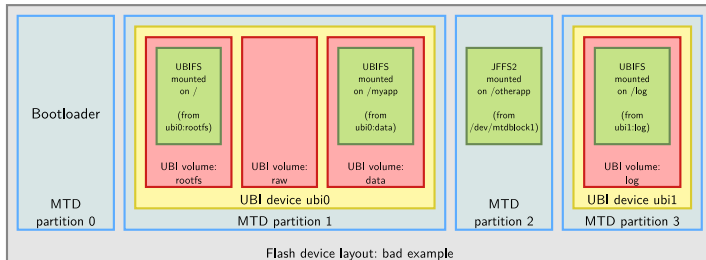 Bootloader
MTD
partition 0
UBIFS
mounted
on /
(from
ubi0:rootfs)
UBI volume:
rootfs
UBI volume:
raw
UBIFS
mounted
on /myapp
(from
ubi0:data)
UBI volume:
data
UBI device ubi0
MTD partition 1
JFFS2
mounted
on /otherapp
(from
/dev/mtdblock1)
MTD
partition 2
UBIFS
mounted
on /log
(from
ubi1:log)
UBI volume:
log
UBI device ubi1
MTD partition 3
Flash device layout: bad example